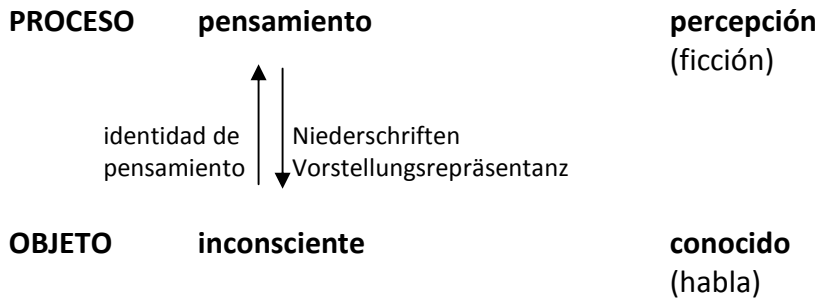 PROCESO pensamiento percepción
(ficción)
identidad de Niederschriften
pensamiento Vorstellungsrepräsentanz
OBJETO inconsciente conocido
(habla)